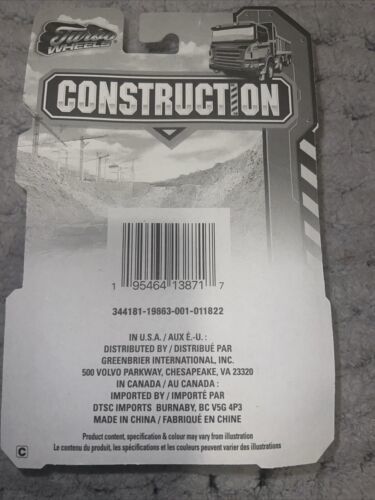 Turbo
WHEELS
CONSTRUCTION
1 95464 13871 7
344181-19863-001-011822
IN U.S.A. / AUX É.-U. :
DISTRIBUTED BY / DISTRIBUÉ PAR
GREENBRIER INTERNATIONAL, INC.
500 VOLVO PARKWAY, CHESAPEAKE, VA 23320
IN CANADA / AU CANADA :
IMPORTED BY / IMPORTÉ PAR
DTSC IMPORTS BURNABY, BC V5G 4P3
MADE IN CHINA / FABRIQUÉ EN CHINE
Product content, specification & colour may vary from illustration
Le contenu du produit, les spécifications et les couleurs peuvent varier des illustrations
C